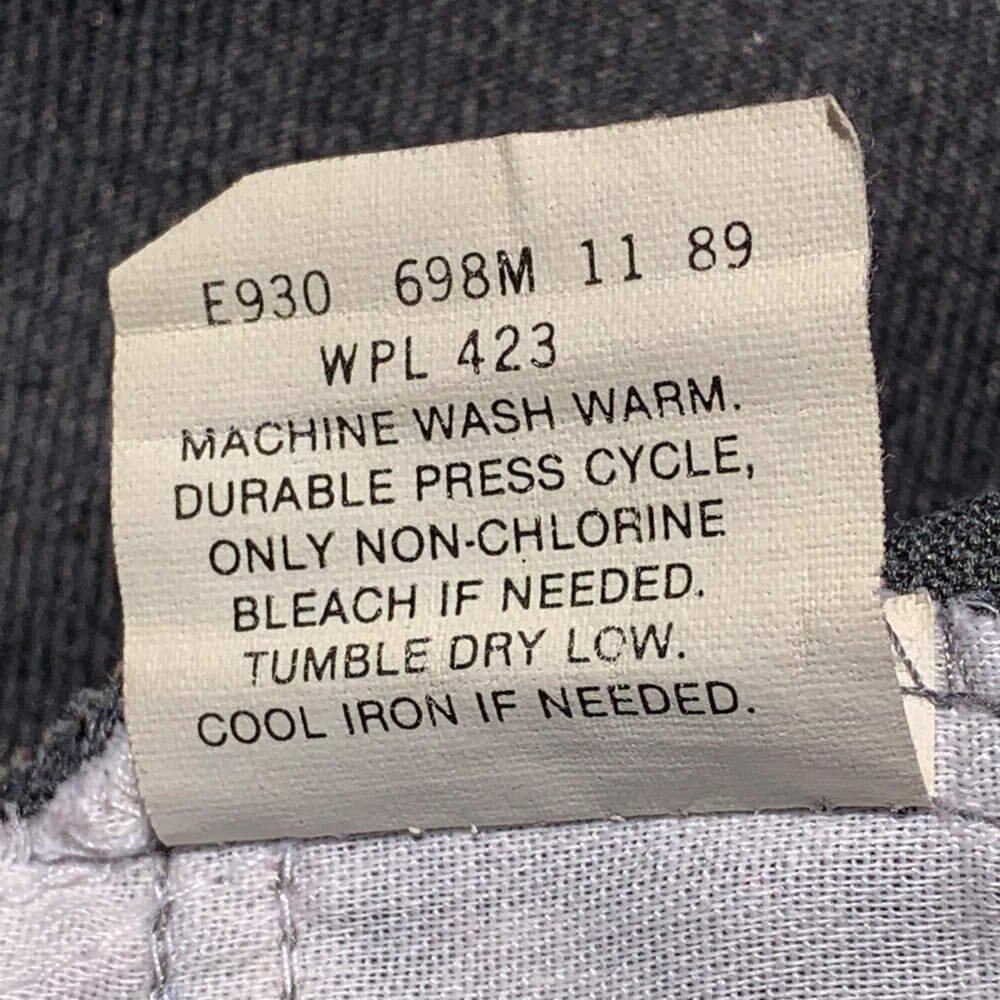 E930 698M 11 89
WPL 423
MACHINE WASH WARM.
DURABLE PRESS CYCLE,
ONLY NON-CHLORINE
BLEACH IF NEEDED.
TUMBLE DRY LOW.
COOL IRON IF NEEDED.